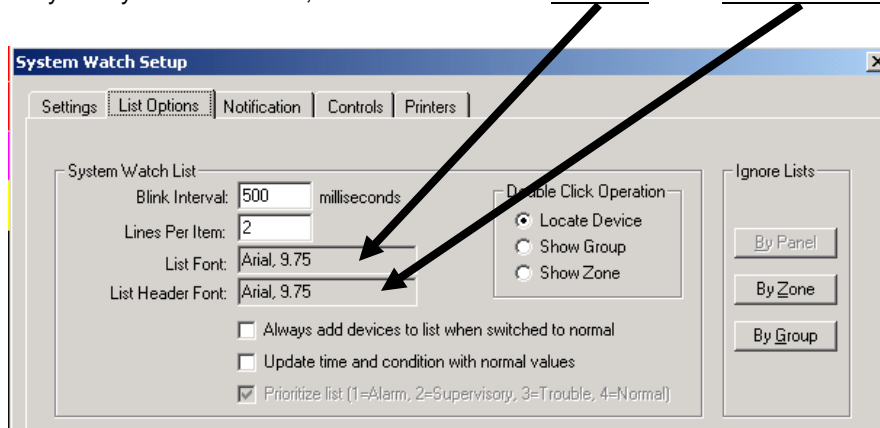 System Watch Setup
Settings List Options Notification Controls Printers
System Watch List
Blink Interval: 500 milliseconds
Lines Per Item: 2
List Font: Arial, 9.75
List Header Font: Arial, 9.75
Always add devices to list when switched to normal
Update time and condition with normal values
Prioritize list (1=Alarm, 2=Supervisory, 3=Trouble, 4=Normal)
Double Click Operation
Locate Device
Show Group
Show Zone
Ignore Lists
By Panel
By Zone
By Group